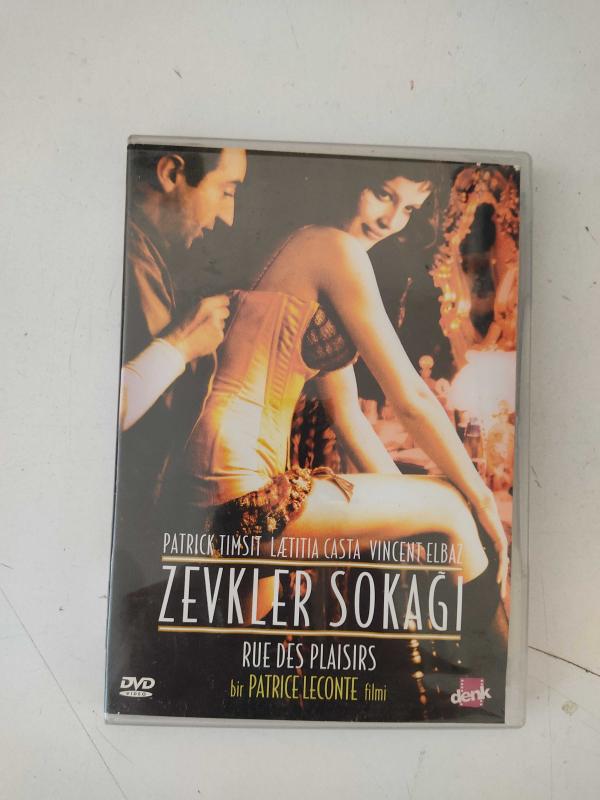 PATRICK TIMSIT LÆTITIA CASTA VINCENT ELBAZ
ZEVKLER SOKAĞI
RUE DES PLAISIRS
bir PATRICE LECONTE filmi
DVD
VIDEO
denk